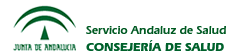 JUNTA DE ANDALUCIA
Servicio Andaluz de Salud
CONSEJERÍA DE SALUD